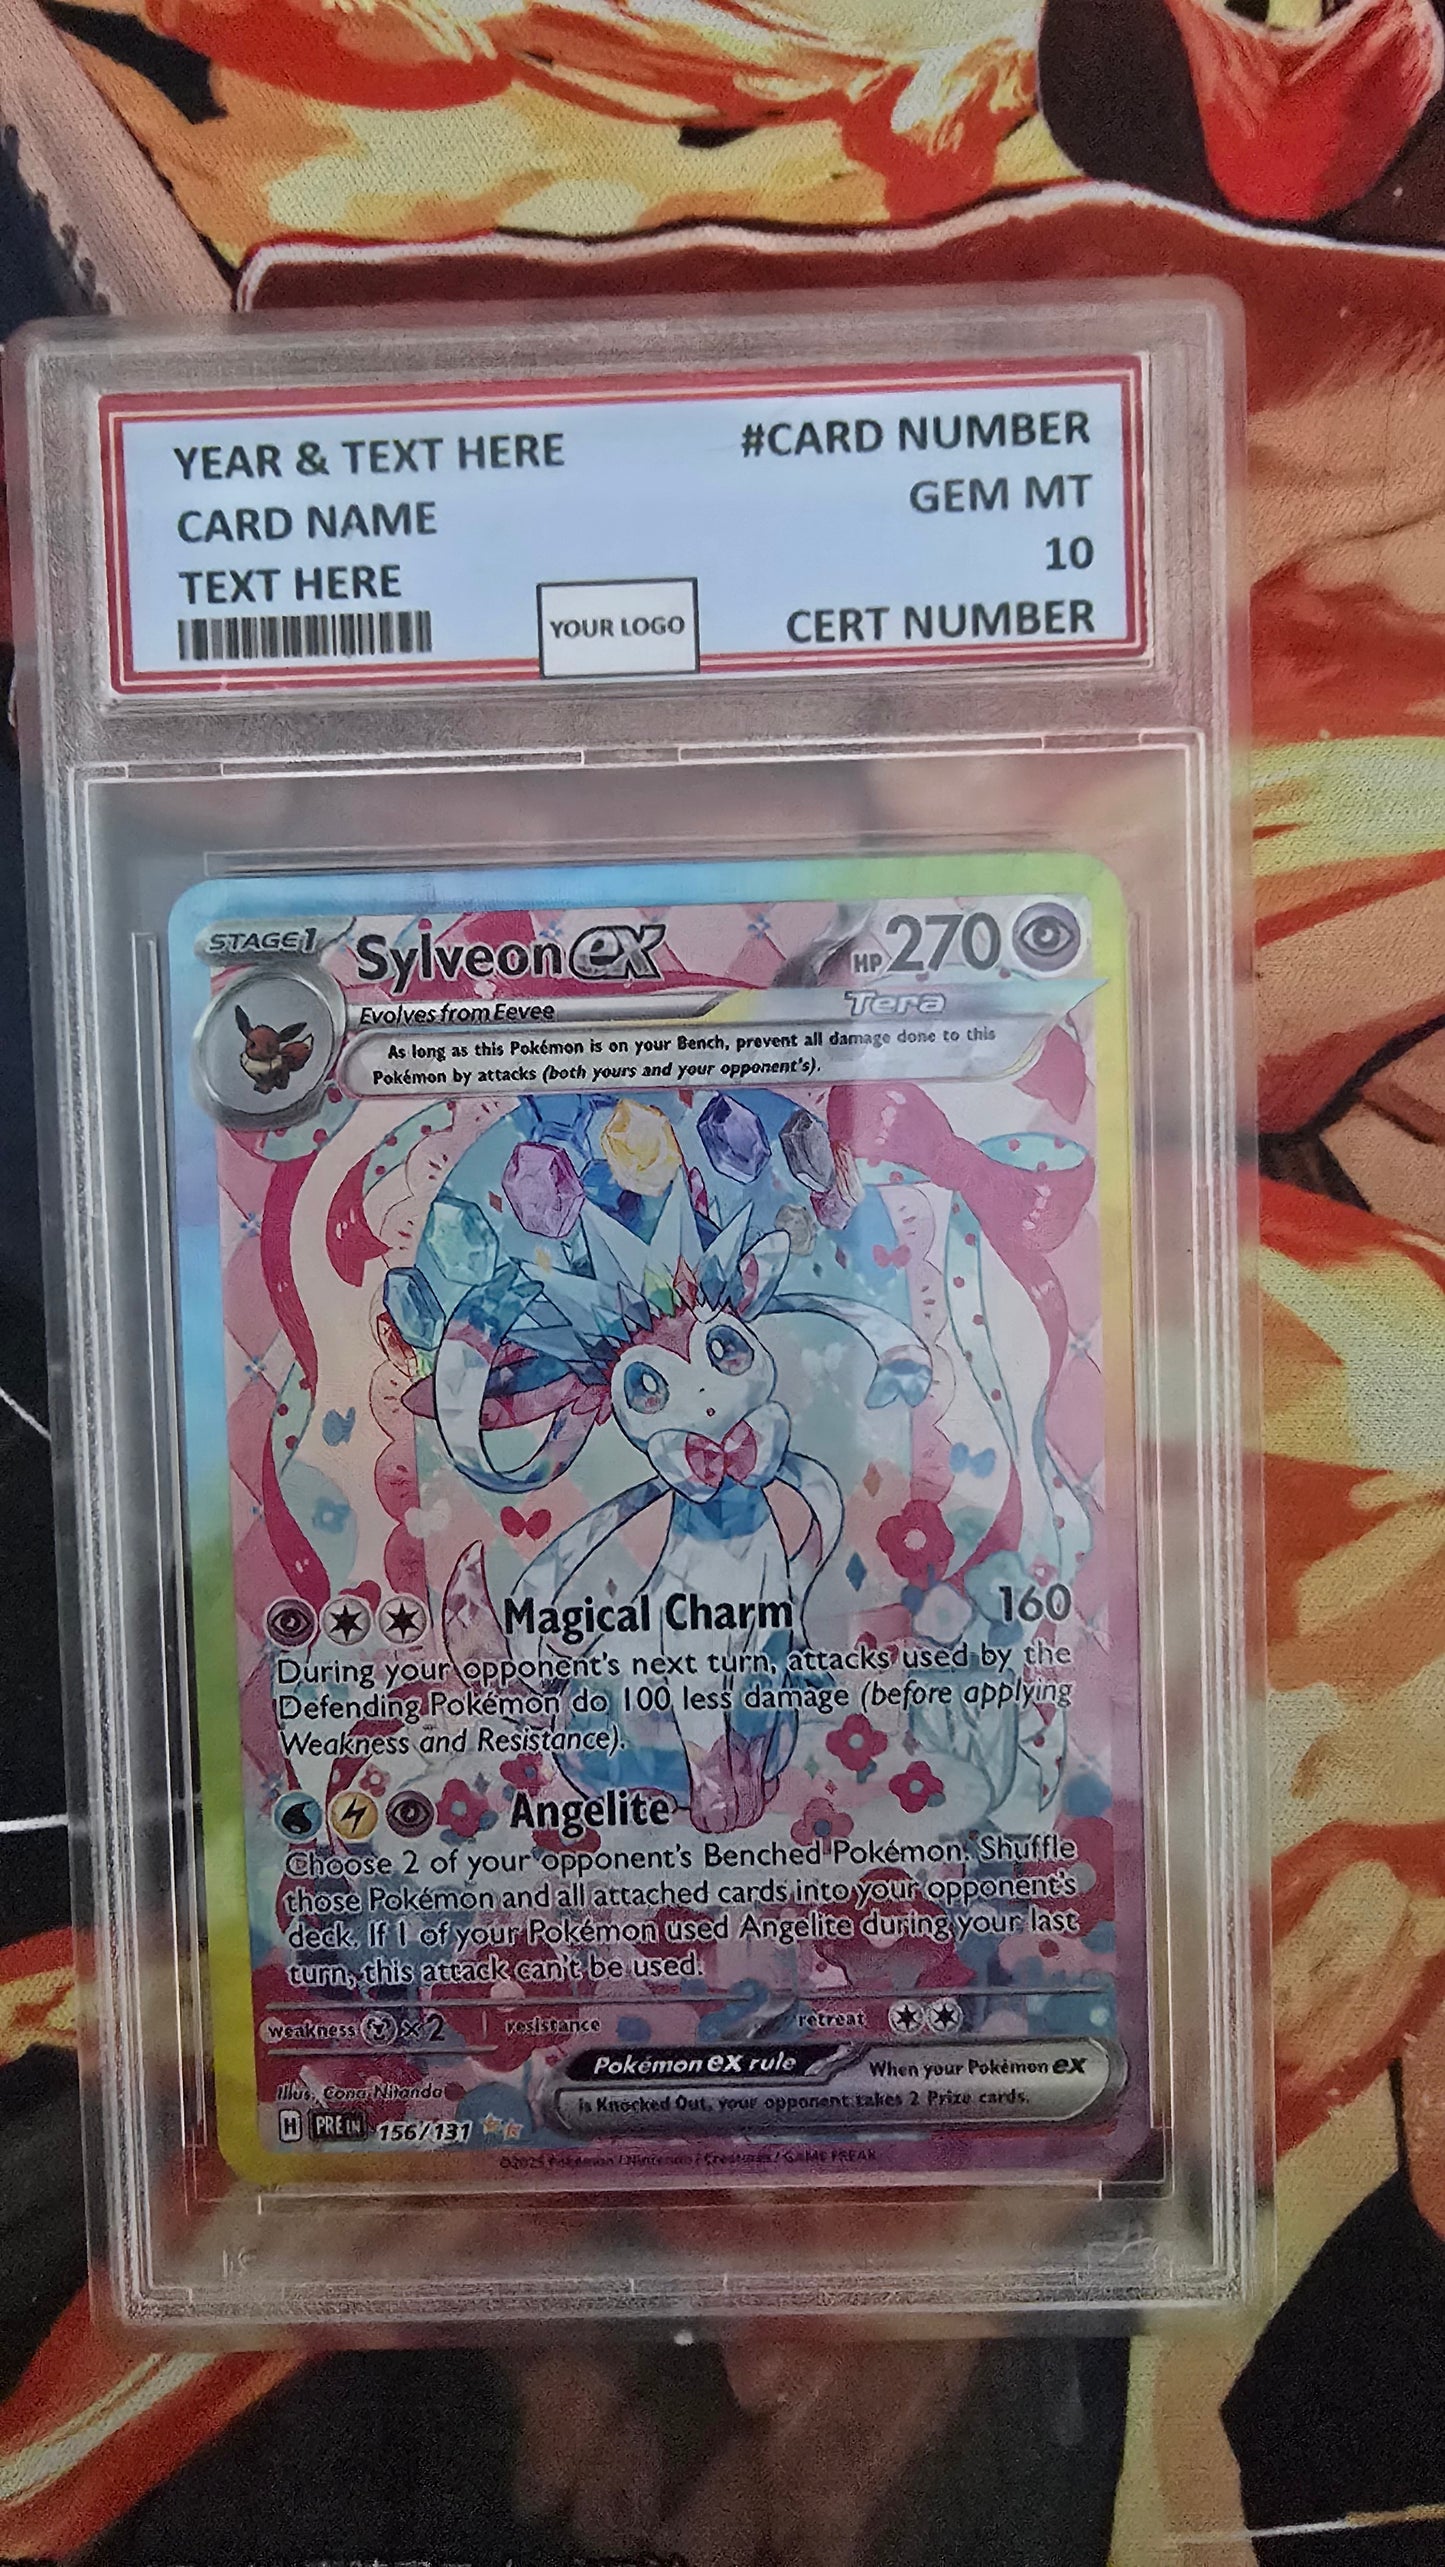 YEAR & TEXT HERE #CARD NUMBER
CARD NAME GEM MT
TEXT HERE 10
YOUR LOGO CERT NUMBER
STAGE1 Sylveon ex HP 270
Evolves from Eevee Tera
As long as this Pokémon is on your Bench, prevent all damage done to this
Pokémon by attacks (both yours and your opponent's).
Magical Charm 160
During your opponent's next turn, attacks used by the
Defending Pokémon do 100 less damage (before applying
Weakness and Resistance).
Angelite
Choose 2 of your opponent's Benched Pokémon. Shuffle
those Pokémon and all attached cards into your opponent's
deck. If 1 of your Pokémon used Angelite during your last
turn, this attack can't be used.
weakness ×2 resistance retreat
Pokémon ex rule When your Pokémon ex
is Knocked Out, your opponent takes 2 Prize cards.
Illus. Cona Nitanda
H PRE EN 156/131
©2025 Pokémon / Nintendo / Creatures / GAME FREAK